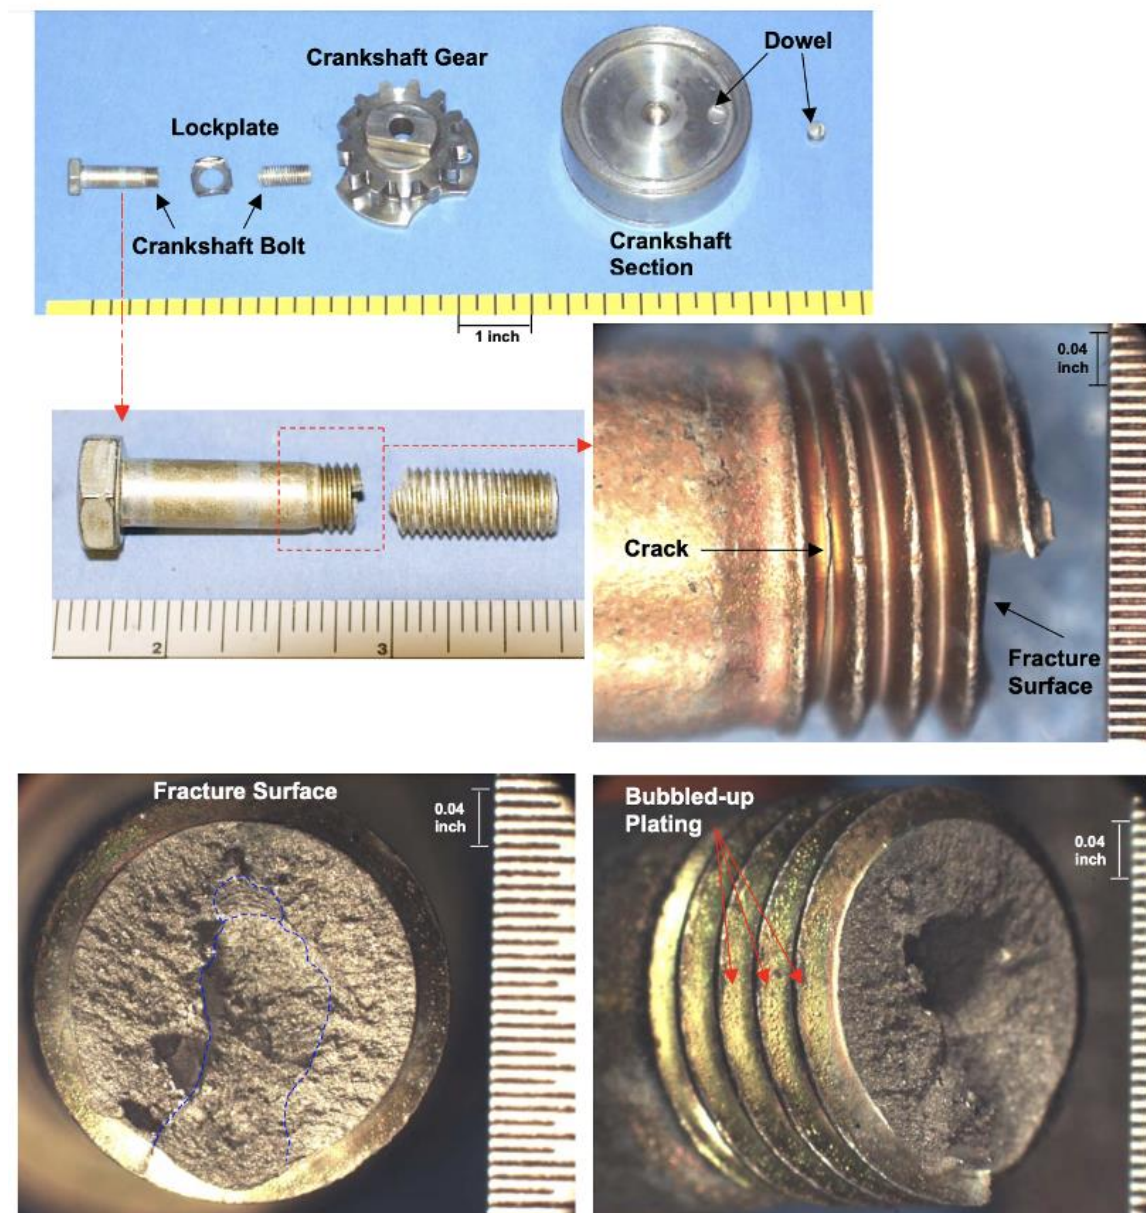 Crankshaft Gear
Dowel
Lockplate
Crankshaft Bolt
Crankshaft
Section
1 inch
0.04
inch
Crack
Fracture
Surface
2
3
Fracture Surface
0.04
inch
Bubbled-up
Plating
0.04
inch